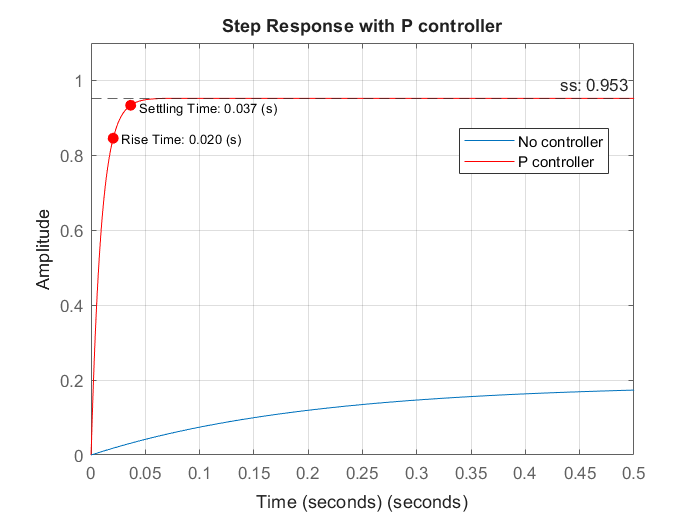 Step Response with P controller
ss: 0.953
Settling Time: 0.037 (s)
Rise Time: 0.020 (s)
No controller
P controller
Amplitude
1
0.8
0.6
0.4
0.2
0
0 0.05 0.1 0.15 0.2 0.25 0.3 0.35 0.4 0.45 0.5
Time (seconds) (seconds)